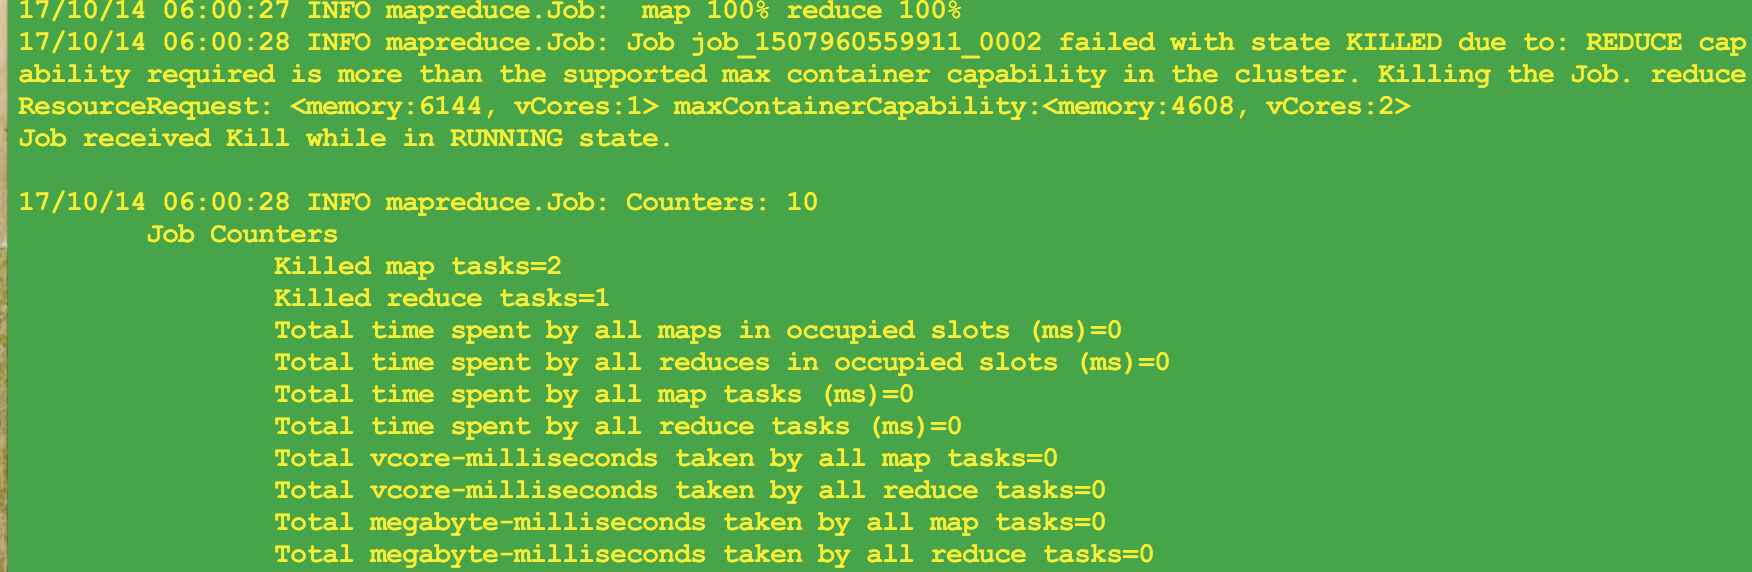 17/10/14 06:00:27 INFO mapreduce.Job:  map 100% reduce 100%
17/10/14 06:00:28 INFO mapreduce.Job: Job job_1507960559911_0002 failed with state KILLED due to: REDUCE cap
ability required is more than the supported max container capability in the cluster. Killing the Job. reduce
ResourceRequest: <memory:6144, vCores:1> maxContainerCapability:<memory:4608, vCores:2>
Job received Kill while in RUNNING state.
17/10/14 06:00:28 INFO mapreduce.Job: Counters: 10
Job Counters
Killed map tasks=2
Killed reduce tasks=1
Total time spent by all maps in occupied slots (ms)=0
Total time spent by all reduces in occupied slots (ms)=0
Total time spent by all map tasks (ms)=0
Total time spent by all reduce tasks (ms)=0
Total vcore-milliseconds taken by all map tasks=0
Total vcore-milliseconds taken by all reduce tasks=0
Total megabyte-milliseconds taken by all map tasks=0
Total megabyte-milliseconds taken by all reduce tasks=0